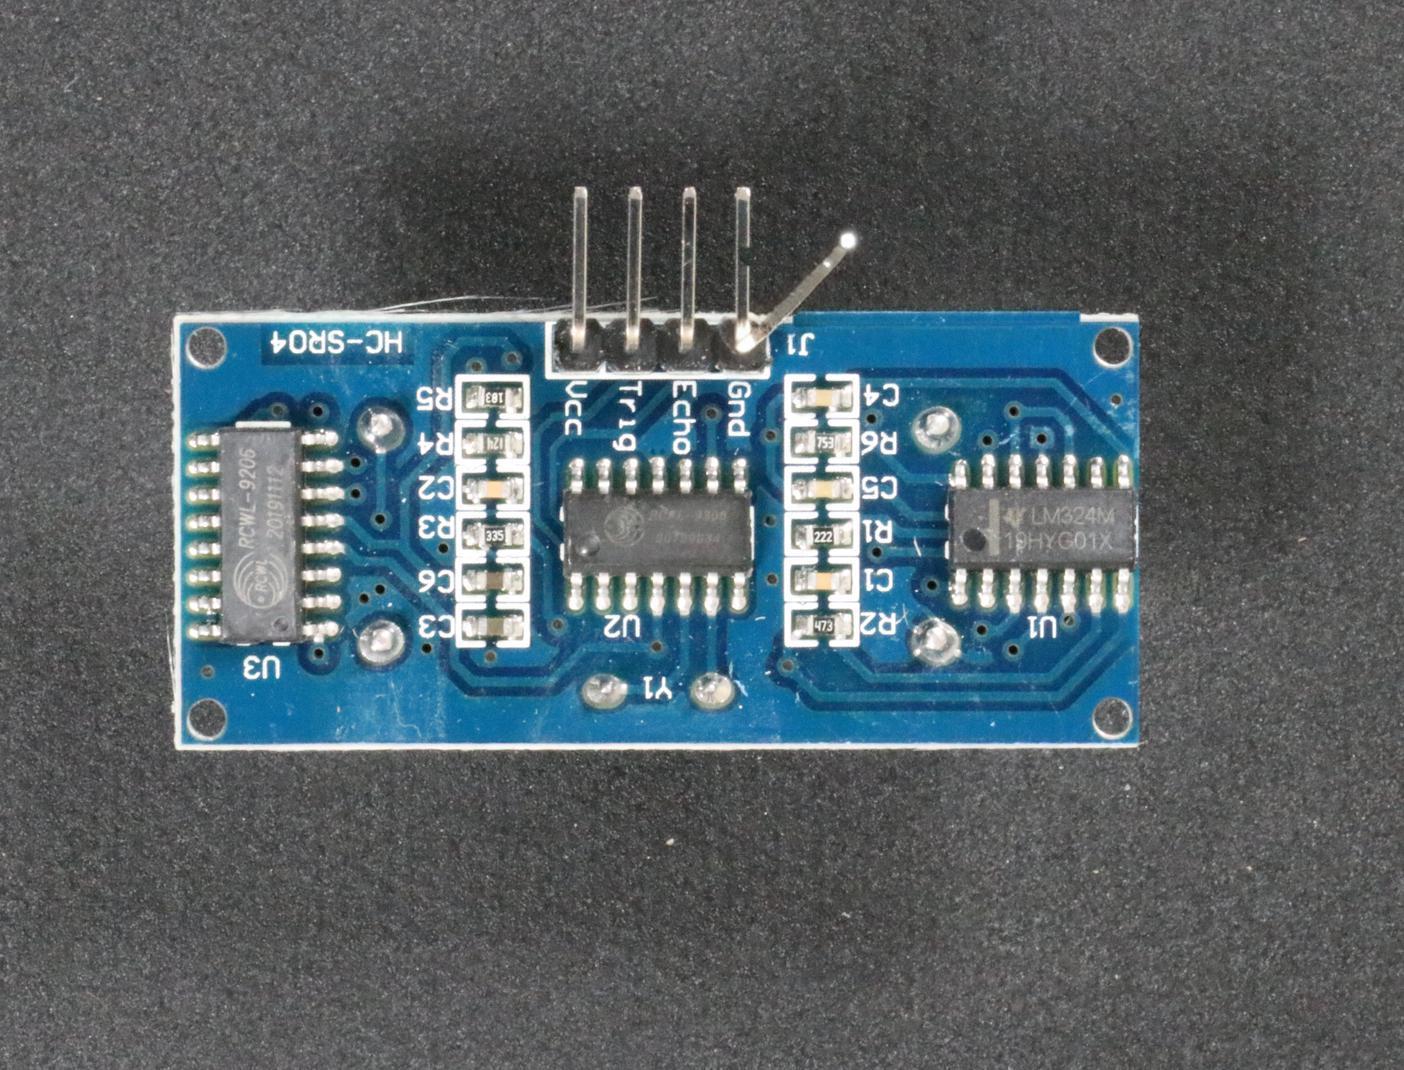 HC-SR04
J1
Vcc
Trig
Echo
Gnd
R5
183
R4
124
C2
R3
335
C6
C3
C4
R6
753
C5
R1
222
C1
R2
473
RCWL-9206
20191112
RCWL
U3
U2
Y1
LM324M
19HYG01X
U1